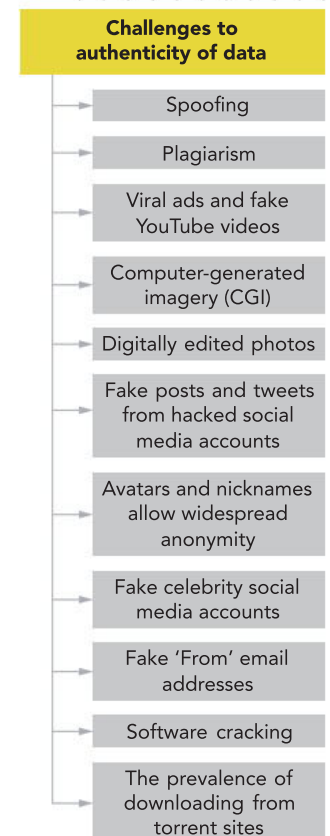 Challenges to
authenticity of data
Spoofing
Plagiarism
Viral ads and fake
YouTube videos
Computer-generated
imagery (CGI)
Digitally edited photos
Fake posts and tweets
from hacked social
media accounts
Avatars and nicknames
allow widespread
anonymity
Fake celebrity social
media accounts
Fake ‘From’ email
addresses
Software cracking
The prevalence of
downloading from
torrent sites